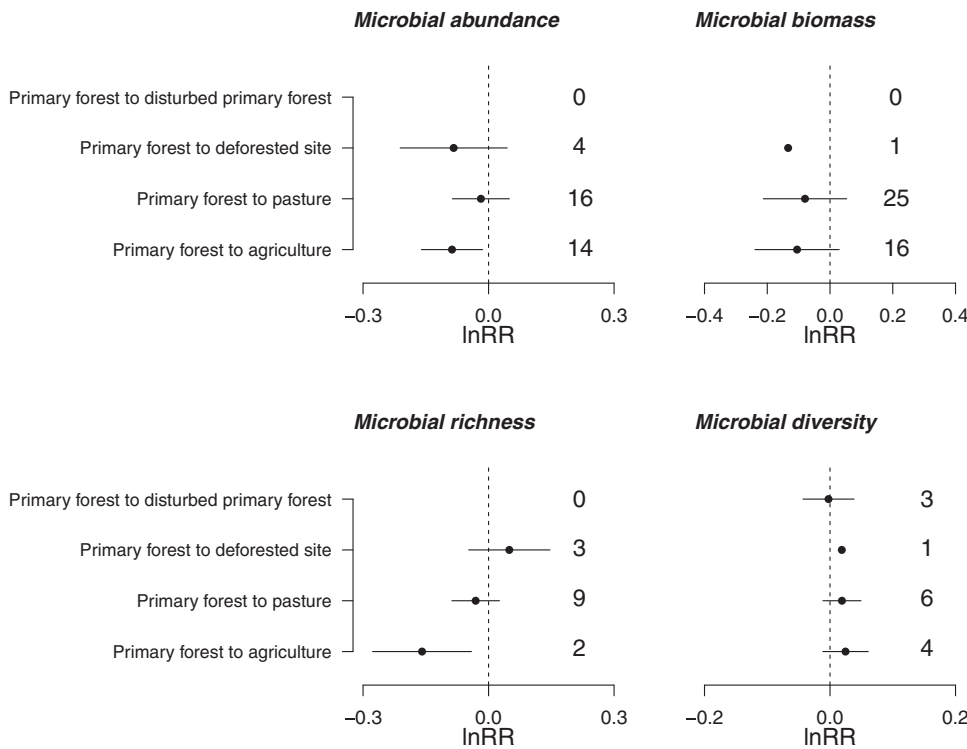 Microbial abundance
Microbial biomass
Primary forest to disturbed primary forest
0
0
Primary forest to deforested site
4
1
Primary forest to pasture
16
25
Primary forest to agriculture
14
16
−0.3 0.0 0.3
−0.4 −0.2 0.0 0.2 0.4
lnRR
lnRR
Microbial richness
Microbial diversity
Primary forest to disturbed primary forest
0
3
Primary forest to deforested site
3
1
Primary forest to pasture
9
6
Primary forest to agriculture
2
4
−0.3 0.0 0.3
−0.2 0.0 0.2
lnRR
lnRR